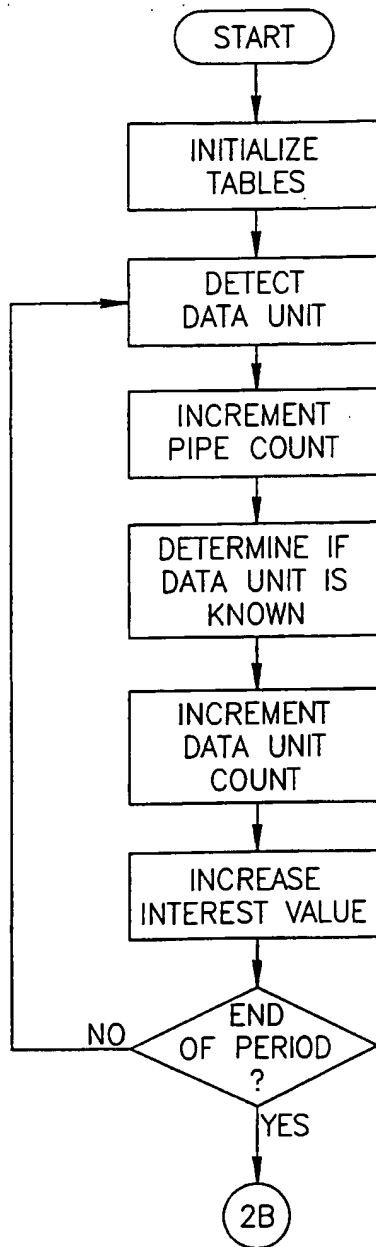 START
INITIALIZE
TABLES
DETECT
DATA UNIT
INCREMENT
PIPE COUNT
DETERMINE IF
DATA UNIT IS
KNOWN
INCREMENT
DATA UNIT
COUNT
INCREASE
INTEREST VALUE
END
OF PERIOD
?
NO
YES
2B